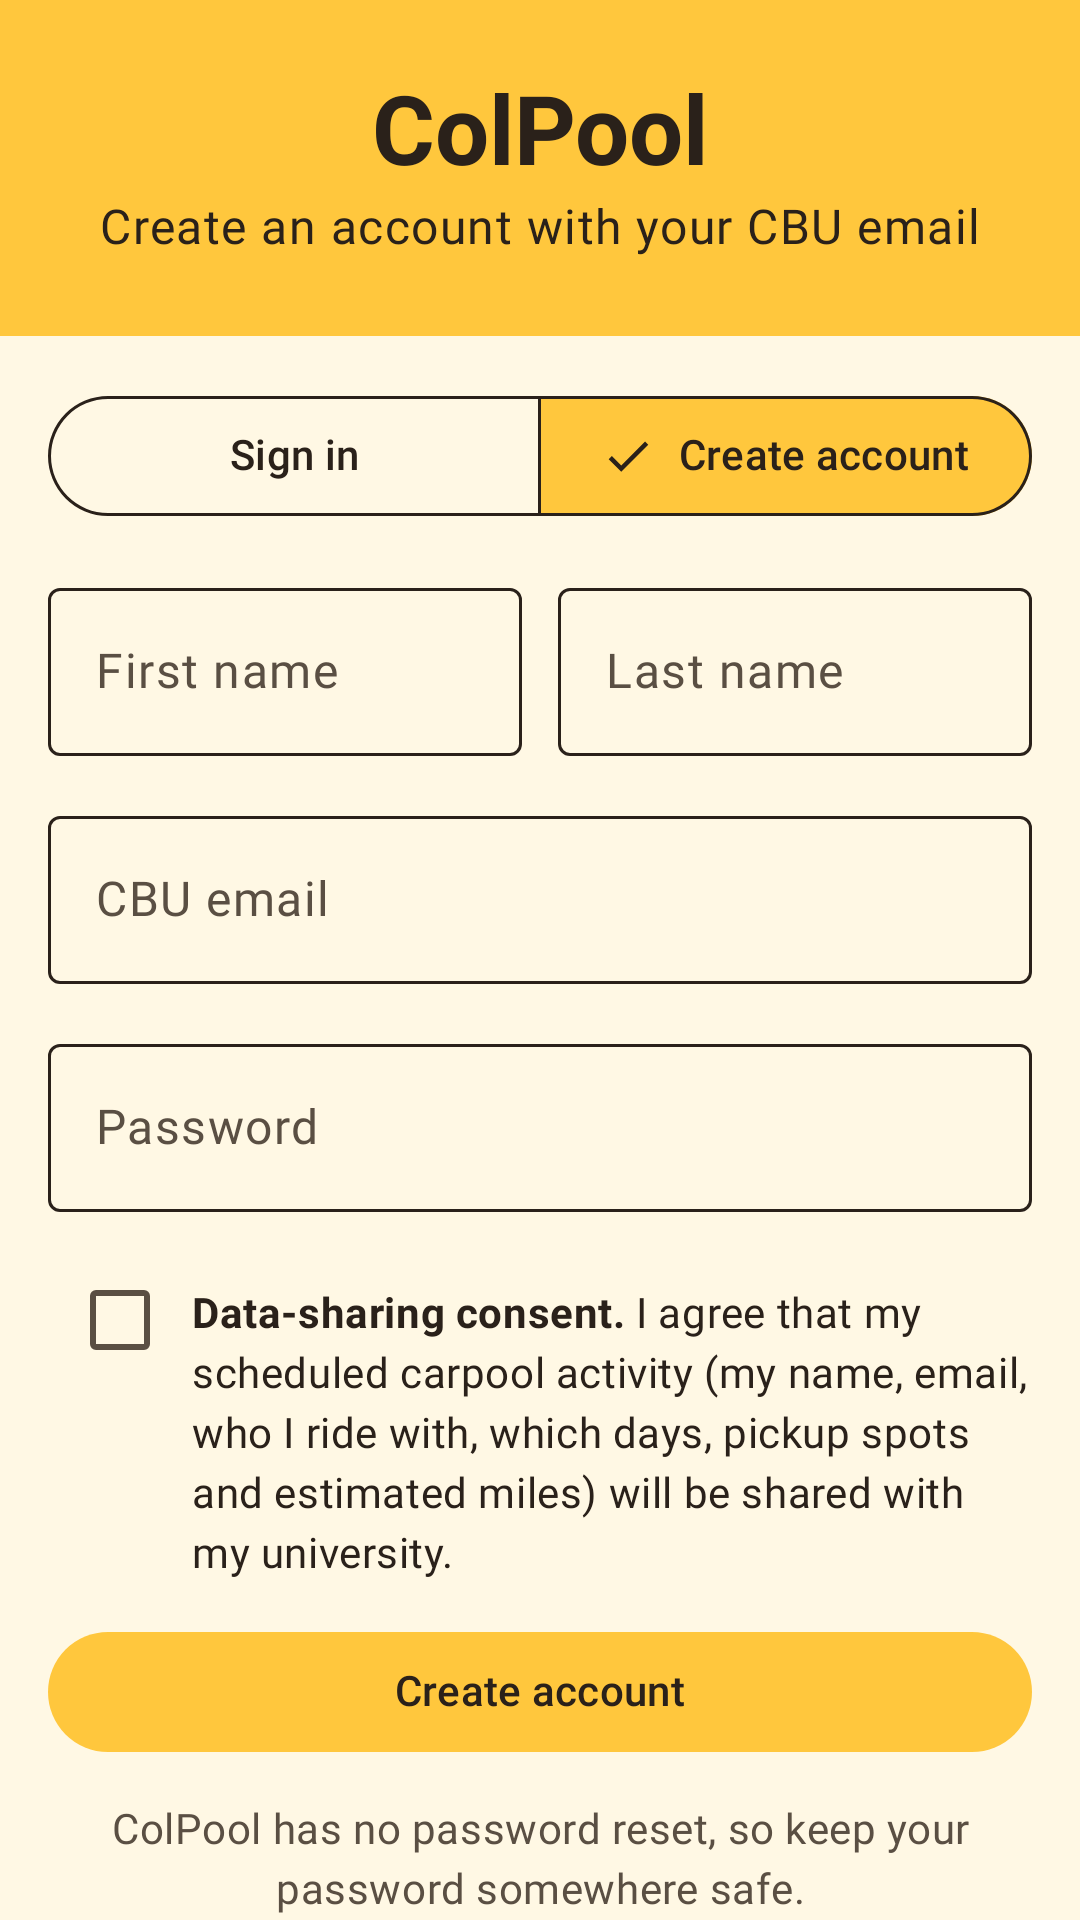 ColPool
Create an account with your CBU email
Sign in
Create account
First name
Last name
CBU email
Password
Data-sharing consent. I agree that my
scheduled carpool activity (my name, email,
who I ride with, which days, pickup spots
and estimated miles) will be shared with
my university.
Create account
ColPool has no password reset, so keep your
password somewhere safe.